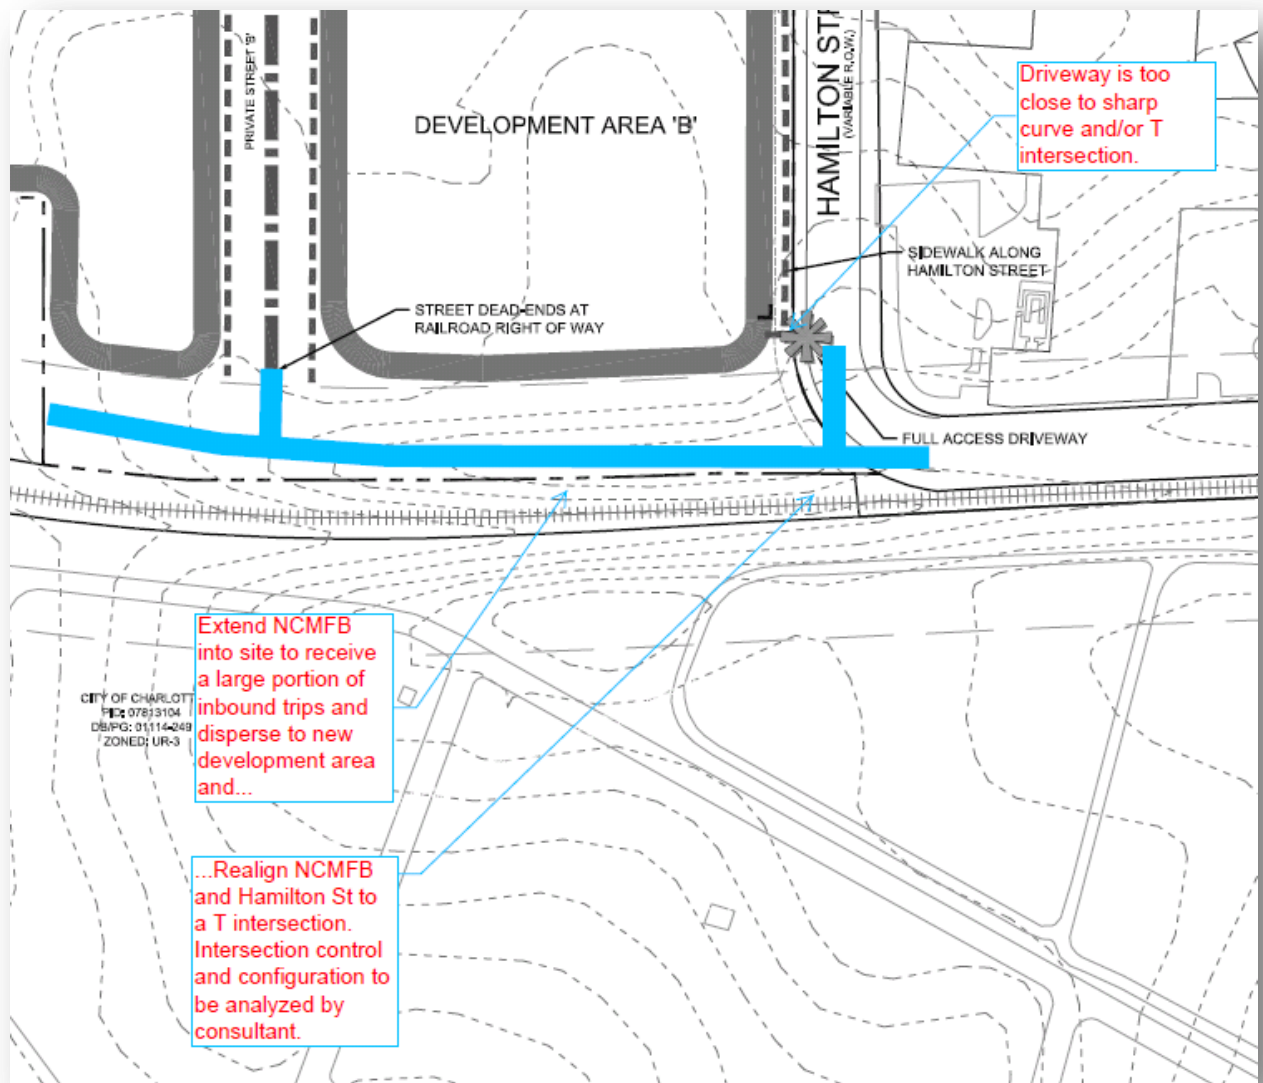 PRIVATE STREET 'B'
DEVELOPMENT AREA 'B'
HAMILTON STR
(VARIABLE R.O.W.)
Driveway is too
close to sharp
curve and/or T
intersection.
SIDEWALK ALONG
HAMILTON STREET
STREET DEAD-ENDS AT
RAILROAD RIGHT OF WAY
FULL ACCESS DRIVEWAY
Extend NCMFB
into site to receive
a large portion of
inbound trips and
disperse to new
development area
and...
CITY OF CHARLOTT
PID: 07813104
DB/PG: 01114-249
ZONED: UR-3
...Realign NCMFB
and Hamilton St to
a T intersection.
Intersection control
and configuration to
be analyzed by
consultant.